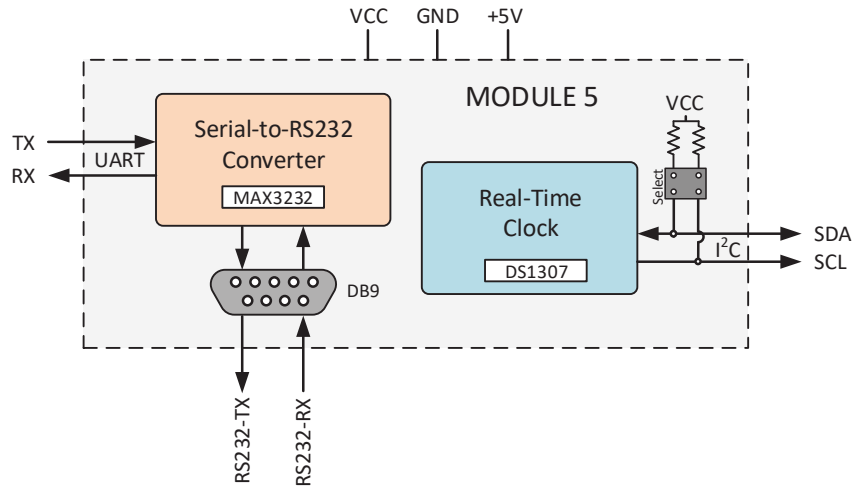 VCC GND +5V
MODULE 5
VCC
Serial-to-RS232
Converter
MAX3232
TX
RX
UART
Select
Real-Time
Clock
DS1307
SDA
I²C
SCL
DB9
RS232-TX
RS232-RX